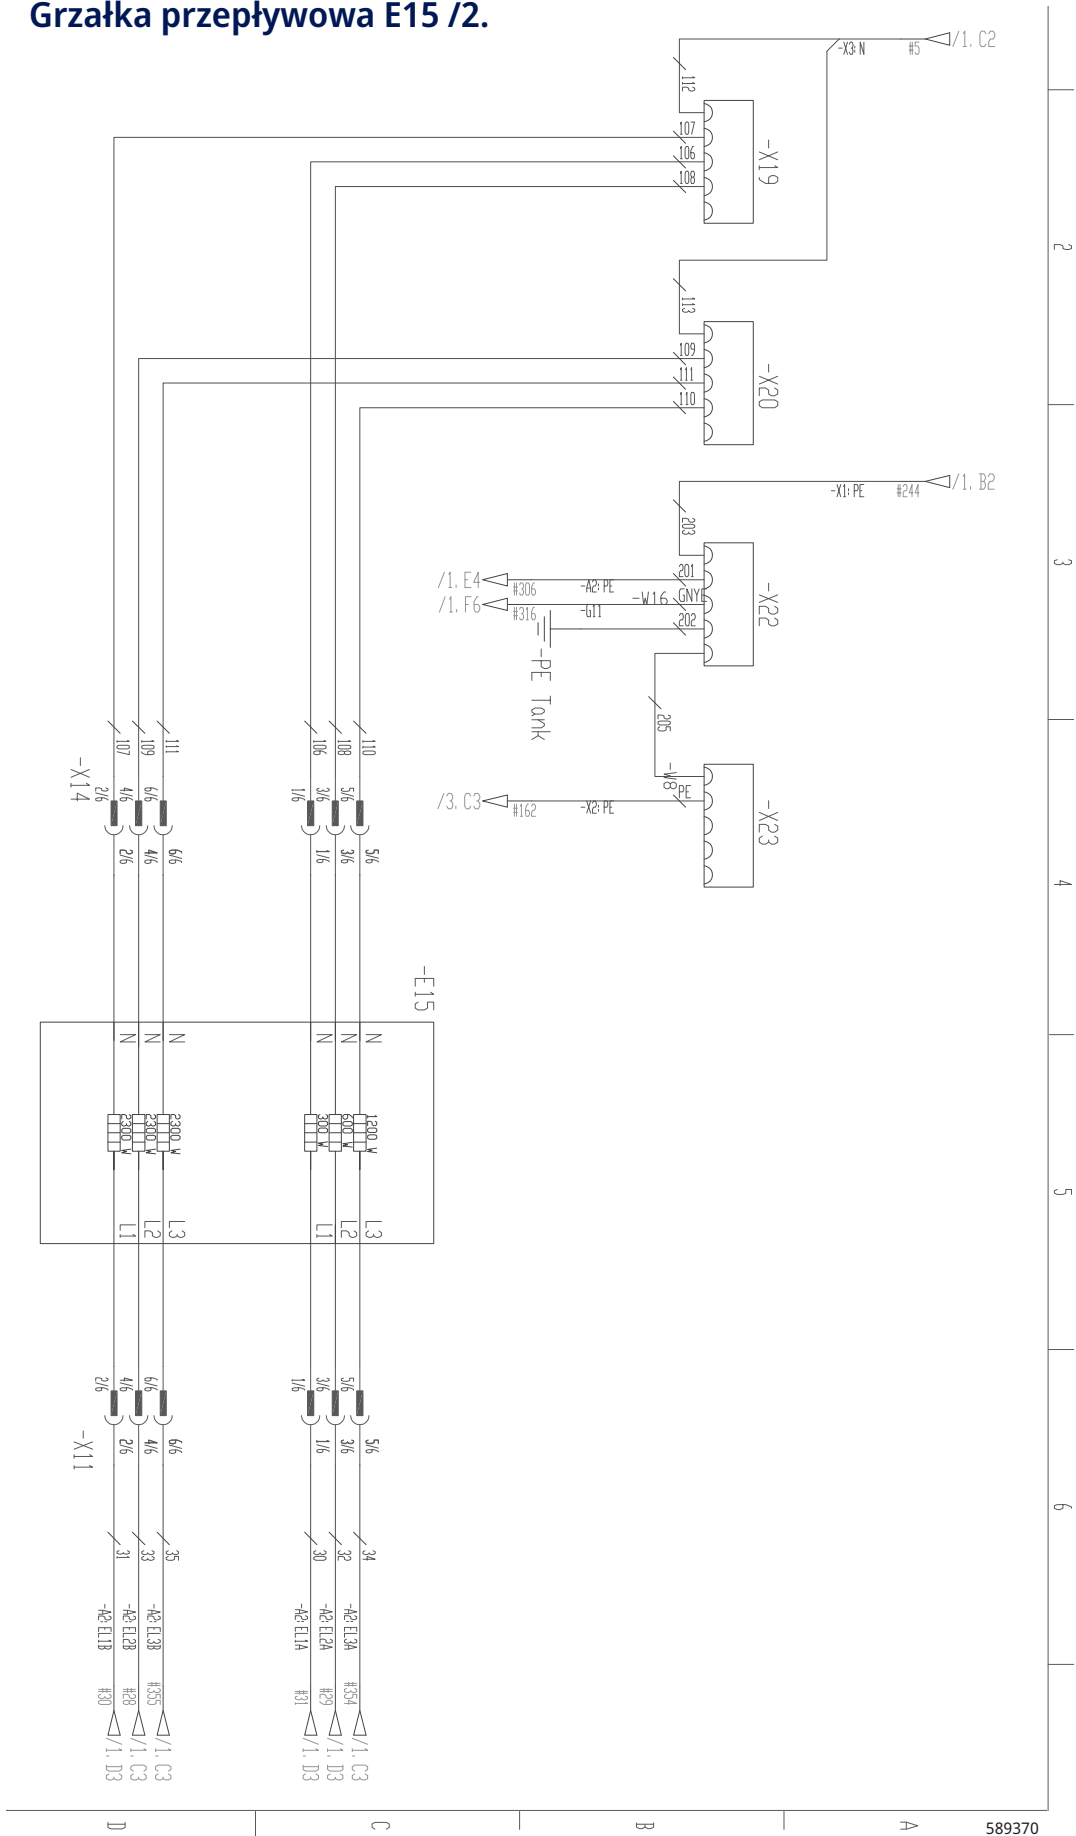 Grzałka przepływowa E15 /2.
-X3:N
#5
/1.C2
112
107
106
108
-X19
2
113
109
111
110
-X20
-X1:PE
#244
/1.B2
203
/1.E4
#306
-A2:PE
201
/1.F6
#316
-G11
-W16
GNYE
202
-X22
3
-PE Tank
205
107
109
111
106
108
110
-X14
2/6
4/6
6/6
1/6
3/6
5/6
-W8
PE
/3.C3
#162
-X2:PE
-X23
2/6
4/6
6/6
1/6
3/6
5/6
4
-E15
N
N
N
N
N
N
2300 W
2300 W
2300 W
300 W
600 W
1200 W
L1
L2
L3
L1
L2
L3
5
2/6
4/6
6/6
1/6
3/6
5/6
-X11
2/6
4/6
6/6
1/6
3/6
5/6
6
31
33
35
30
32
34
-A2:EL1B
-A2:EL2B
-A2:EL3B
-A2:EL1A
-A2:EL2A
-A2:EL3A
#30
#28
#355
#31
#29
#354
/1.D3
/1.C3
/1.C3
/1.D3
/1.D3
/1.C3
D
C
B
A
589370